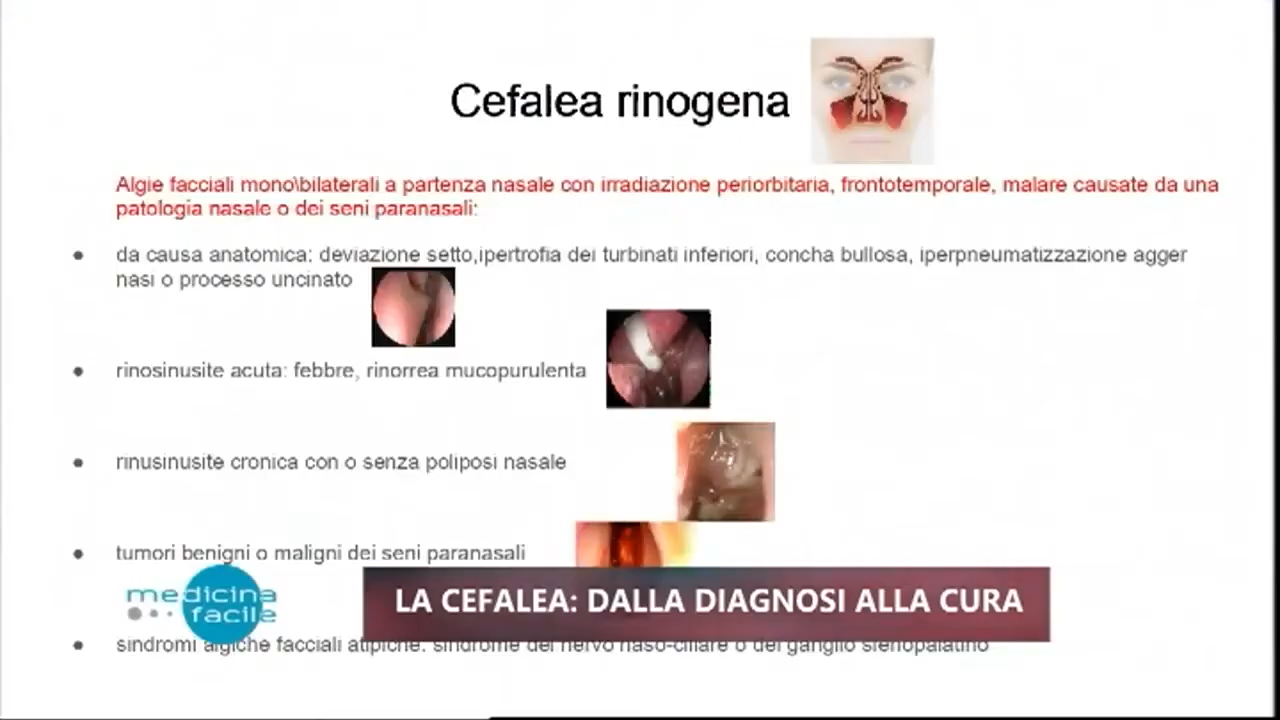 Cefalea rinogena
Algie facciali mono\bilaterali a partenza nasale con irradiazione periorbitaria, frontotemporale, malare causate da una
patologia nasale o dei seni paranasali:
● da causa anatomica: deviazione setto,ipertrofia dei turbinati inferiori, concha bullosa, iperpneumatizzazione agger
nasi o processo uncinato
● rinosinusite acuta: febbre, rinorrea mucopurulenta
● rinusinusite cronica con o senza poliposi nasale
● tumori benigni o maligni dei seni paranasali
medicina
facile
LA CEFALEA: DALLA DIAGNOSI ALLA CURA
● sindromi algiche facciali atipiche: sindrome del nervo naso-ciliare o del ganglio sfenopalatino